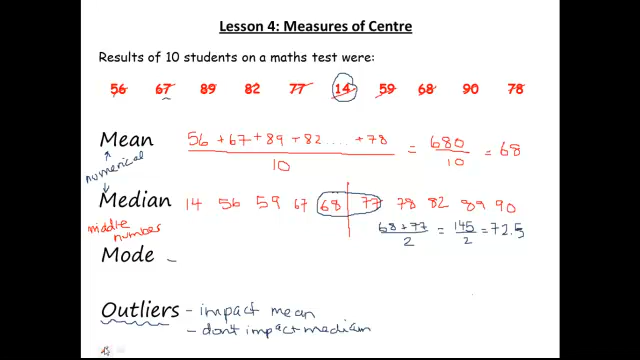 Lesson 4: Measures of Centre
Results of 10 students on a maths test were:
56 67 89 82 77 14 59 68 90 78
Mean 56 + 67 + 89 + 82 .... + 78 / 10 = 680 / 10 = 68
numerical
Median 14 56 59 67 68 77 78 82 89 90
middle number
68 + 77 / 2 = 145 / 2 = 72.5
Mode -
Outliers - impact mean
- dont impact median